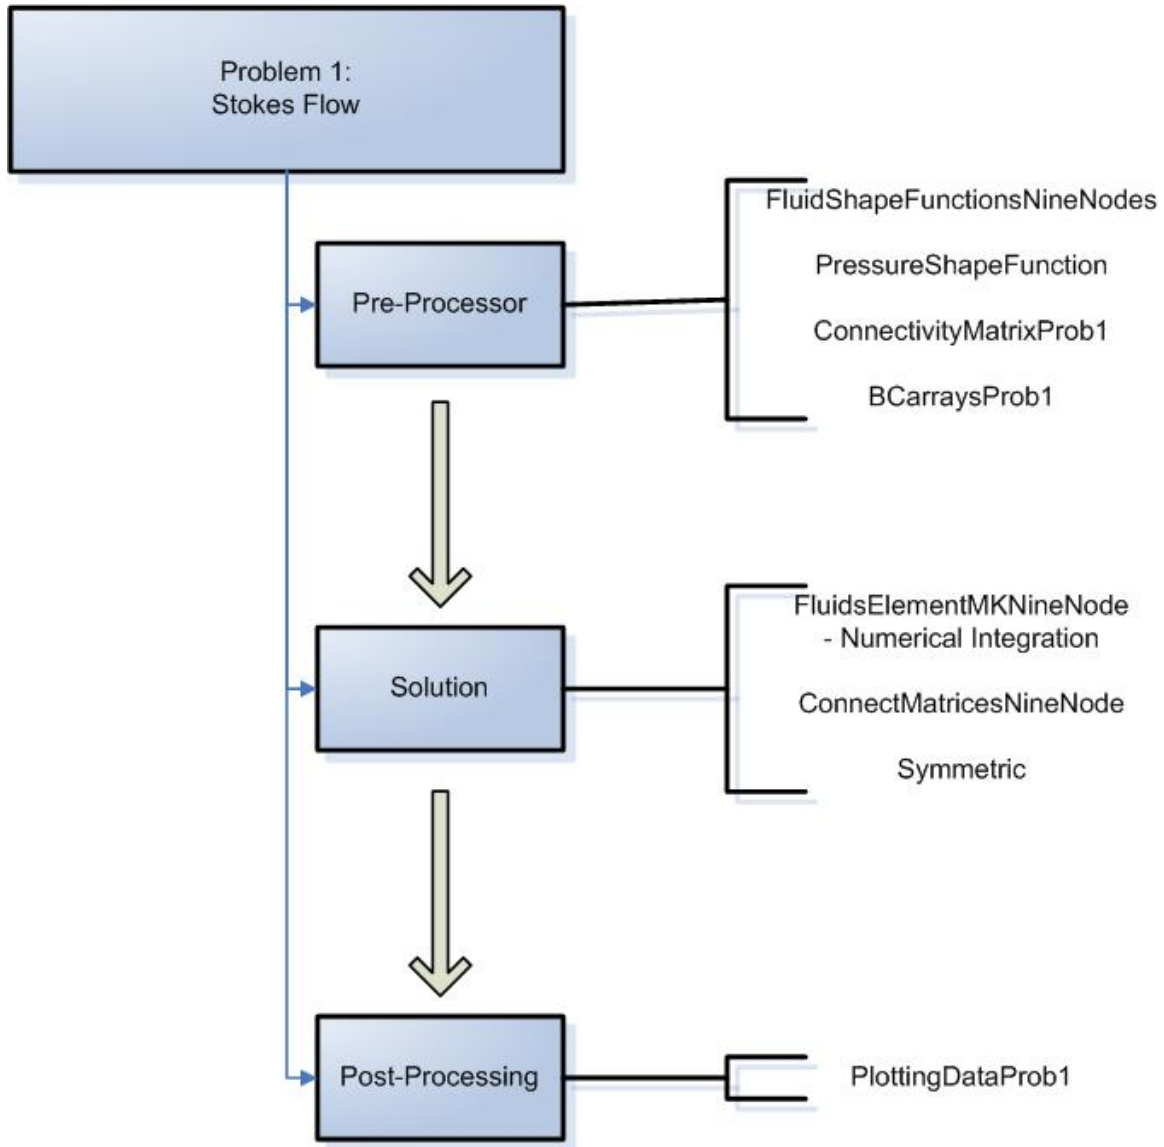 Problem 1:
Stokes Flow
Pre-Processor
FluidShapeFunctionsNineNodes
PressureShapeFunction
ConnectivityMatrixProb1
BCarraysProb1
Solution
FluidsElementMKNineNode
- Numerical Integration
ConnectMatricesNineNode
Symmetric
Post-Processing
PlottingDataProb1